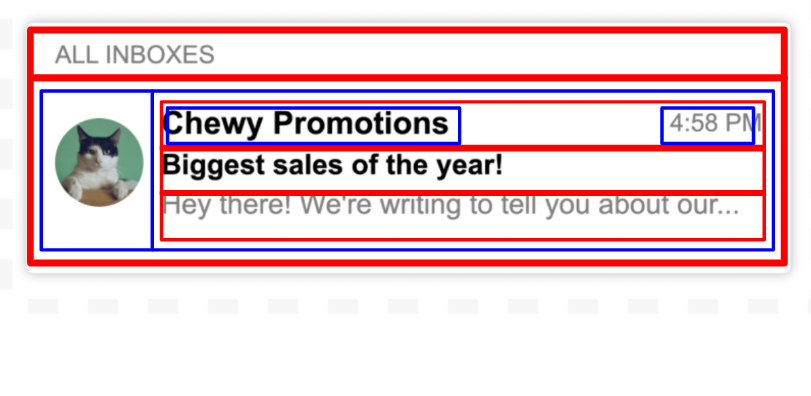 ALL INBOXES
Chewy Promotions 4:58 PM
Biggest sales of the year!
Hey there! We're writing to tell you about our...